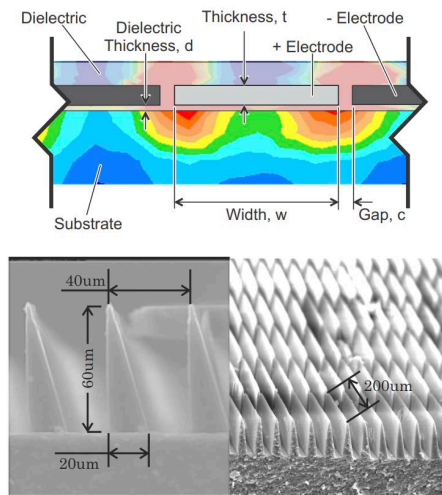 Dielectric
Dielectric
Thickness, d
Thickness, t
- Electrode
+ Electrode
Substrate
Width, w
Gap, c
40um
60um
20um
200um